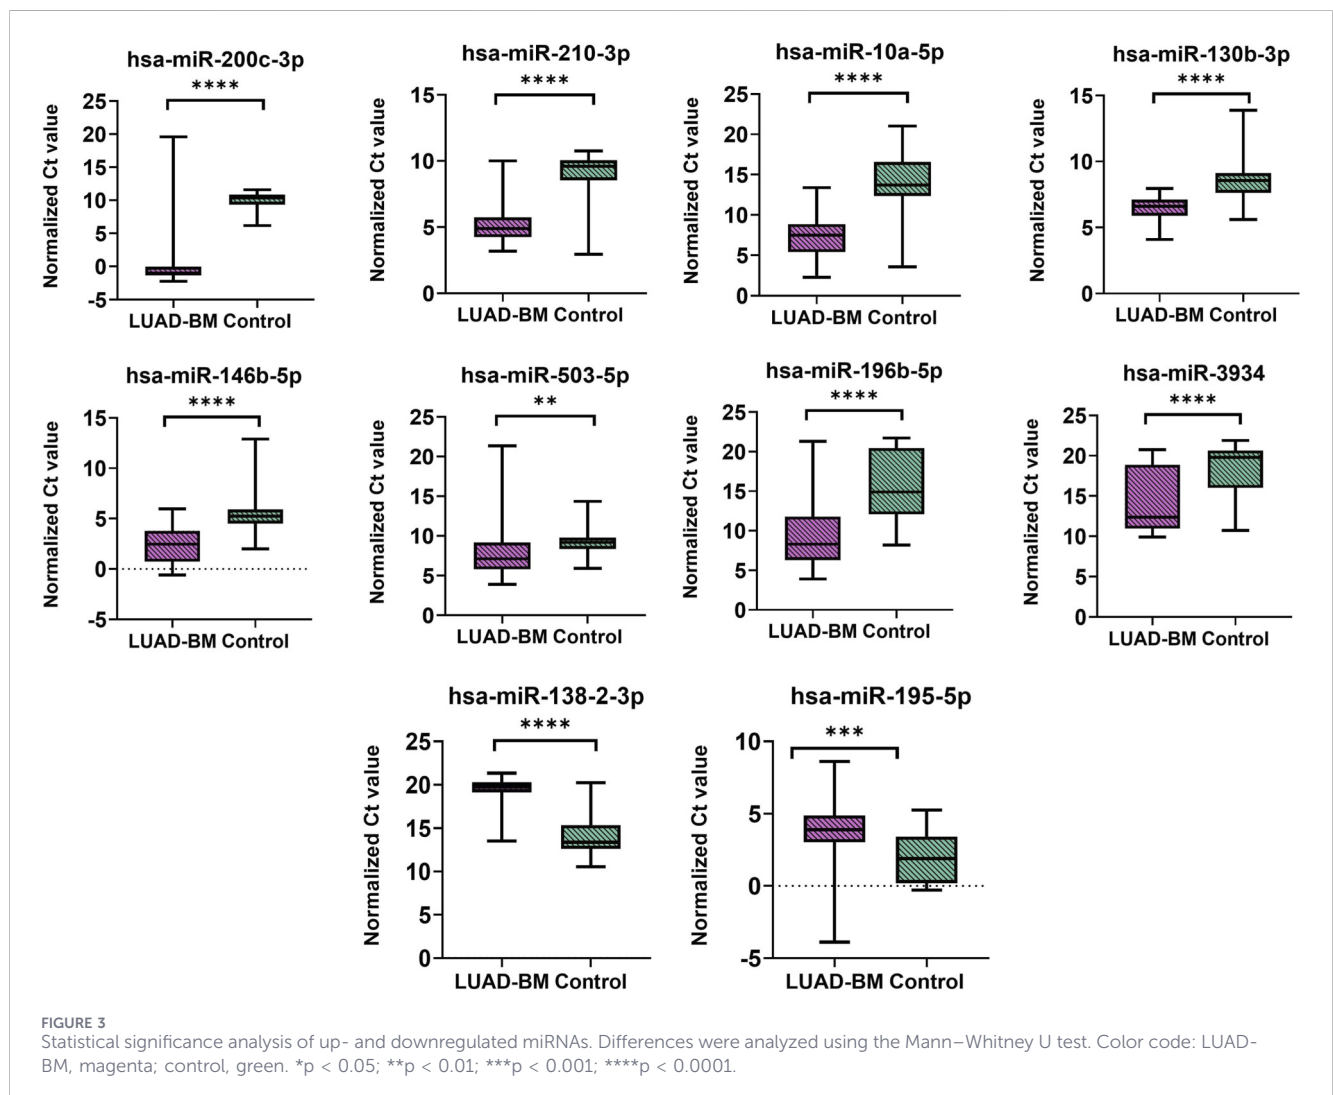 hsa-miR-200c-3p
****
Normalized Ct value
25
20
15
10
5
0
-5
LUAD-BM Control
hsa-miR-210-3p
****
Normalized Ct value
15
10
5
0
LUAD-BM Control
hsa-miR-10a-5p
****
Normalized Ct value
25
20
15
10
5
0
LUAD-BM Control
hsa-miR-130b-3p
****
Normalized Ct value
15
10
5
0
LUAD-BM Control
hsa-miR-146b-5p
****
Normalized Ct value
15
10
5
0
-5
LUAD-BM Control
hsa-miR-503-5p
**
Normalized Ct value
25
20
15
10
5
0
LUAD-BM Control
hsa-miR-196b-5p
****
Normalized Ct value
25
20
15
10
5
0
LUAD-BM Control
hsa-miR-3934
****
Normalized Ct value
25
20
15
10
5
0
LUAD-BM Control
hsa-miR-138-2-3p
****
Normalized Ct value
25
20
15
10
5
0
LUAD-BM Control
hsa-miR-195-5p
***
Normalized Ct value
10
5
0
-5
LUAD-BM Control
FIGURE 3
Statistical significance analysis of up- and downregulated miRNAs. Differences were analyzed using the Mann–Whitney U test. Color code: LUAD-
BM, magenta; control, green. *p < 0.05; **p < 0.01; ***p < 0.001; ****p < 0.0001.